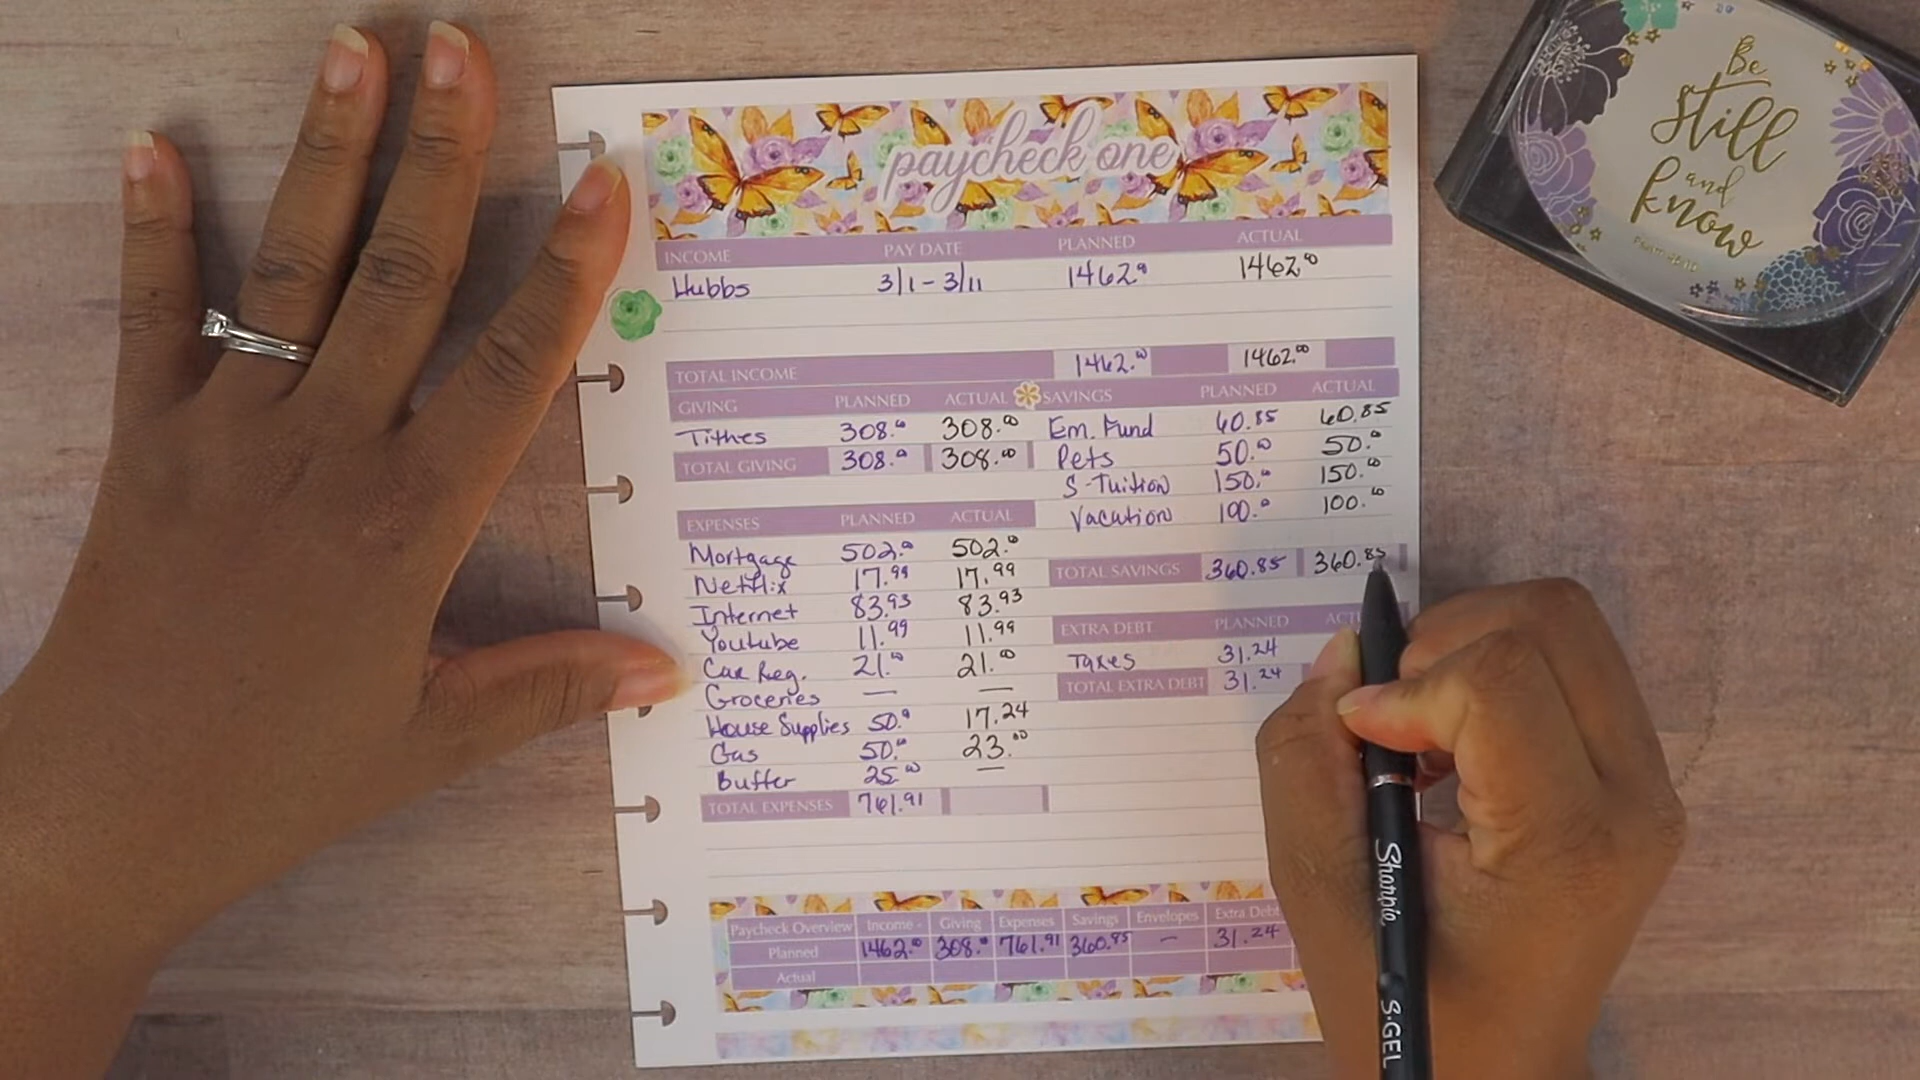 paycheck one
INCOME PAY DATE PLANNED ACTUAL
Hubbs 3/1 - 3/11 1462.00 1462.00
TOTAL INCOME 1462.00 1462.00
GIVING PLANNED ACTUAL
Tithes 308.00 308.00
TOTAL GIVING 308.00 308.00
EXPENSES PLANNED ACTUAL
Mortgage 502.00 502.00
Netflix 17.99 17.99
Internet 83.93 83.93
Youtube 11.99 11.99
Car Reg. 21.00 21.00
Groceries — —
House Supplies 50.00 17.24
Gas 50.00 23.00
Buffer 25.00 —
TOTAL EXPENSES 761.91
SAVINGS PLANNED ACTUAL
Em. Fund 60.85 60.85
Pets 50.00 50.00
S-Tuition 150.00 150.00
Vacation 100.00 100.00
TOTAL SAVINGS 360.85 360.85
EXTRA DEBT PLANNED
Taxes 31.24
TOTAL EXTRA DEBT 31.24
Paycheck Overview Income - Giving Expenses Savings Envelopes Extra Debt
Planned 1462.00 308.00 761.91 360.85 — 31.24
Actual
Be
still
and
know
Sharpie S·GEL